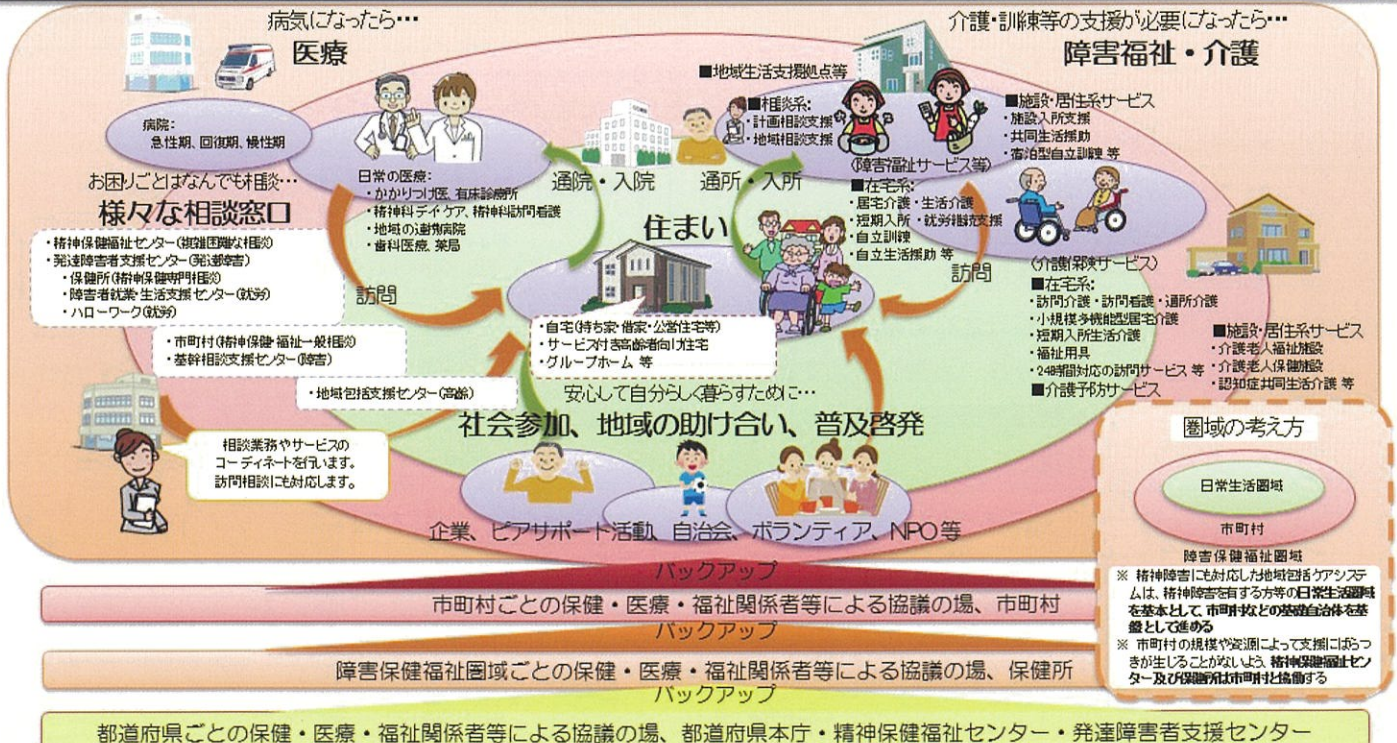 病気になったら…
医療
病院:
急性期、回復期、慢性期
日常の医療:
・かかりつけ医、有床診療所
・精神科デイ・ケア、精神科訪問看護
・地域の連携病院
・歯科医療、薬局
介護・訓練等の支援が必要になったら…
障害福祉・介護
■地域生活支援拠点等
■相談系:
・計画相談支援
・地域相談支援
■施設・居住系サービス
・施設入所支援
・共同生活援助
・宿泊型自立訓練 等
(障害福祉サービス等)
■在宅系:
・居宅介護・生活介護
・短期入所・就労継続支援
・自立訓練
・自立生活援助 等
(介護保険サービス)
■在宅系:
・訪問介護・訪問看護・通所介護
・小規模多機能型居宅介護
・短期入所生活介護
・福祉用具
・24時間対応の訪問サービス 等
■介護予防サービス
■施設・居住系サービス
・介護老人福祉施設
・介護老人保健施設
・認知症共同生活介護 等
通院・入院
通所・入所
訪問
訪問
住まい
・自宅(持ち家・借家・公営住宅等)
・サービス付き高齢者向け住宅
・グループホーム 等
お困りごとはなんでも相談…
様々な相談窓口
・精神保健福祉センター(複雑困難な相談)
・発達障害者支援センター(発達障害)
・保健所(精神保健専門相談)
・障害者就業・生活支援センター(就労)
・ハローワーク(就労)
・市町村(精神保健・福祉一般相談)
・基幹相談支援センター(障害)
・地域包括支援センター(高齢)
相談業務やサービスの
コーディネートを行います。
訪問相談にも対応します。
安心して自分らしく暮らすために…
社会参加、地域の助け合い、普及啓発
企業、ピアサポート活動、自治会、ボランティア、NPO等
圏域の考え方
日常生活圏域
市町村
障害保健福祉圏域
※ 精神障害にも対応した地域包括ケアシステ
ムは、精神障害を有する方等の日常生活圏域
を基本として、市町村などの基礎自治体を基
盤として進める
※ 市町村の規模や資源によって支援にばらつ
きが生じることがないよう、精神保健福祉セン
ター及び保健所は市町村と協働する
バックアップ
市町村ごとの保健・医療・福祉関係者等による協議の場、市町村
バックアップ
障害保健福祉圏域ごとの保健・医療・福祉関係者等による協議の場、保健所
バックアップ
都道府県ごとの保健・医療・福祉関係者等による協議の場、都道府県本庁・精神保健福祉センター・発達障害者支援センター